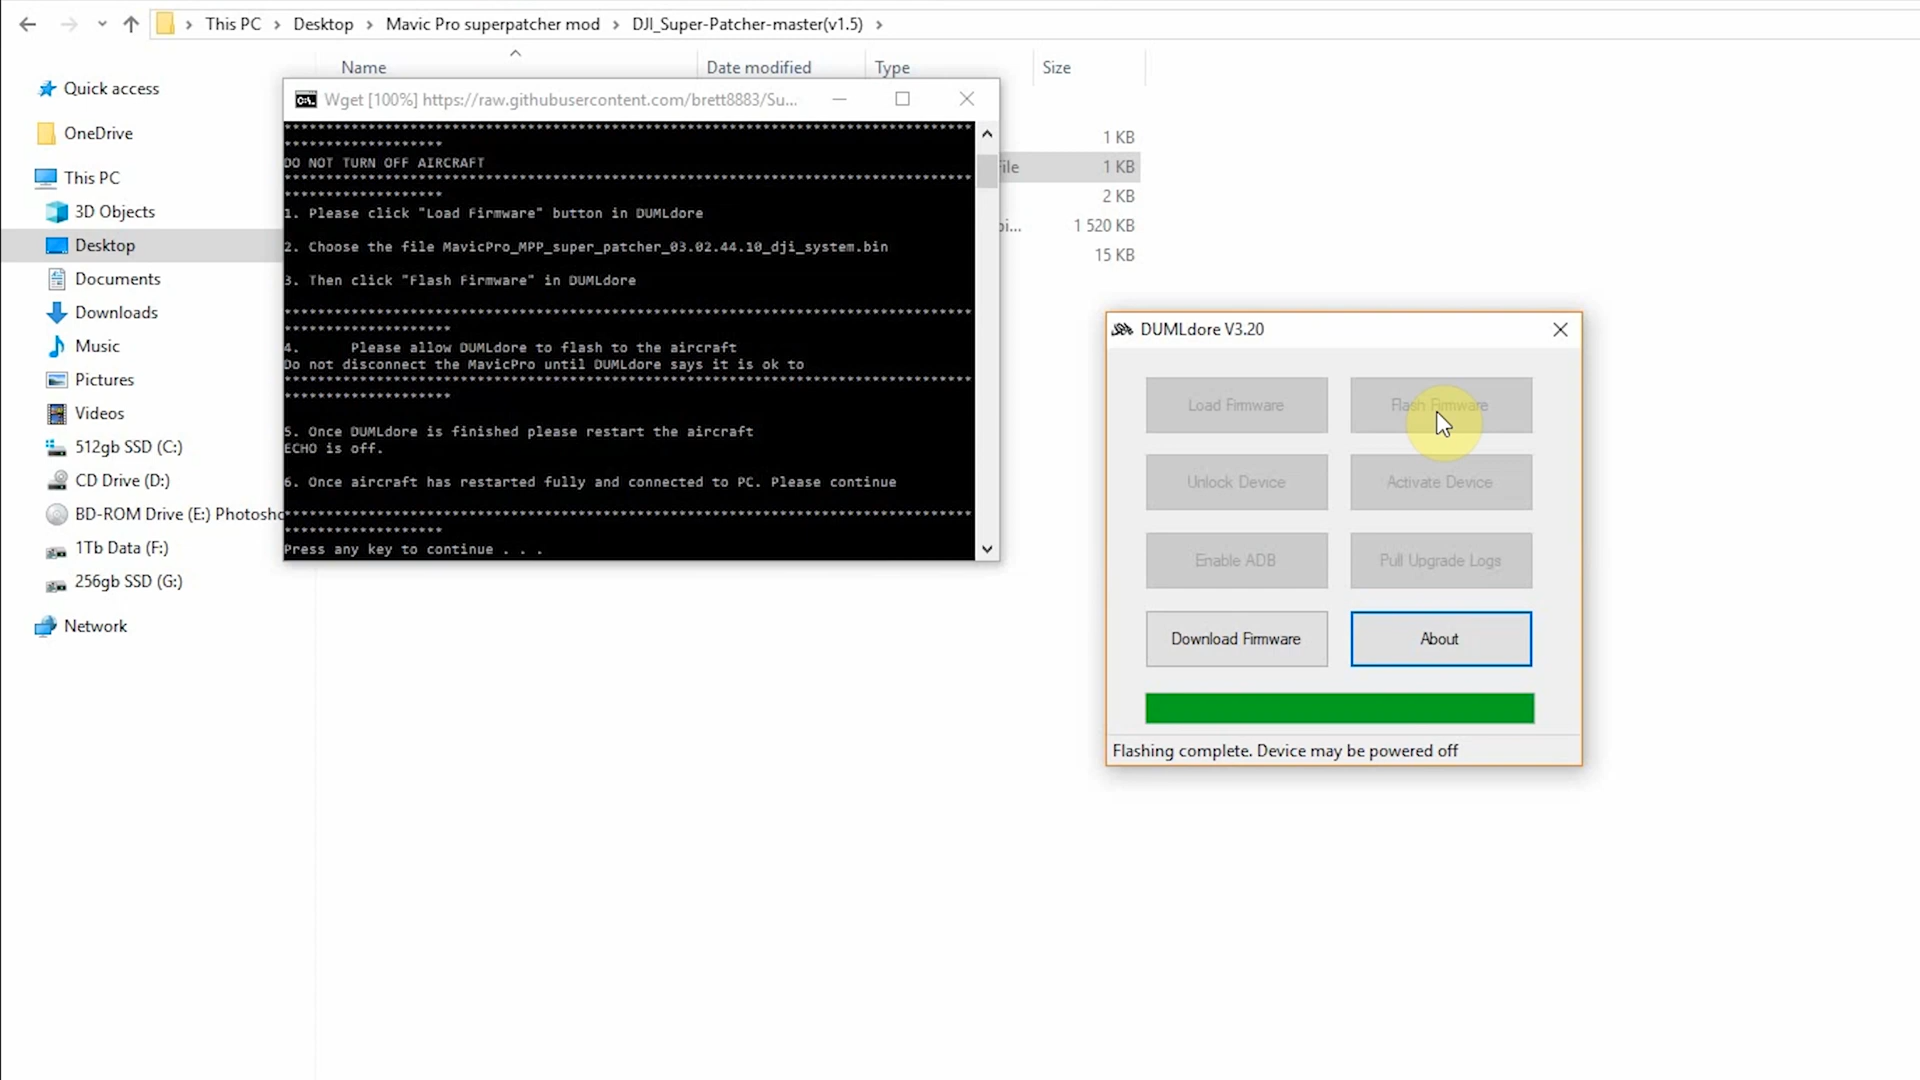 This PC > Desktop > Mavic Pro superpatcher mod > DJI_Super-Patcher-master(v1.5) >
Name Date modified Type Size
Quick access
OneDrive
This PC
3D Objects
Desktop
Documents
Downloads
Music
Pictures
Videos
512gb SSD (C:)
CD Drive (D:)
BD-ROM Drive (E:) Photosho
1Tb Data (F:)
256gb SSD (G:)
Network
Wget [100%] https://raw.githubusercontent.com/brett8883/Su...
DO NOT TURN OFF AIRCRAFT
1. Please click "Load Firmware" button in DUMLdore
2. Choose the file MavicPro_MPP_super_patcher_03.02.44.10_dji_system.bin
3. Then click "Flash Firmware" in DUMLdore
4. Please allow DUMLdore to flash to the aircraft
Do not disconnect the MavicPro until DUMLdore says it is ok to
5. Once DUMLdore is finished please restart the aircraft
ECHO is off.
6. Once aircraft has restarted fully and connected to PC. Please continue
Press any key to continue . . .
1 KB
1 KB
2 KB
1 520 KB
15 KB
DUMLdore V3.20
Load Firmware
Flash Firmware
Unlock Device
Activate Device
Enable ADB
Pull Upgrade Logs
Download Firmware
About
Flashing complete. Device may be powered off